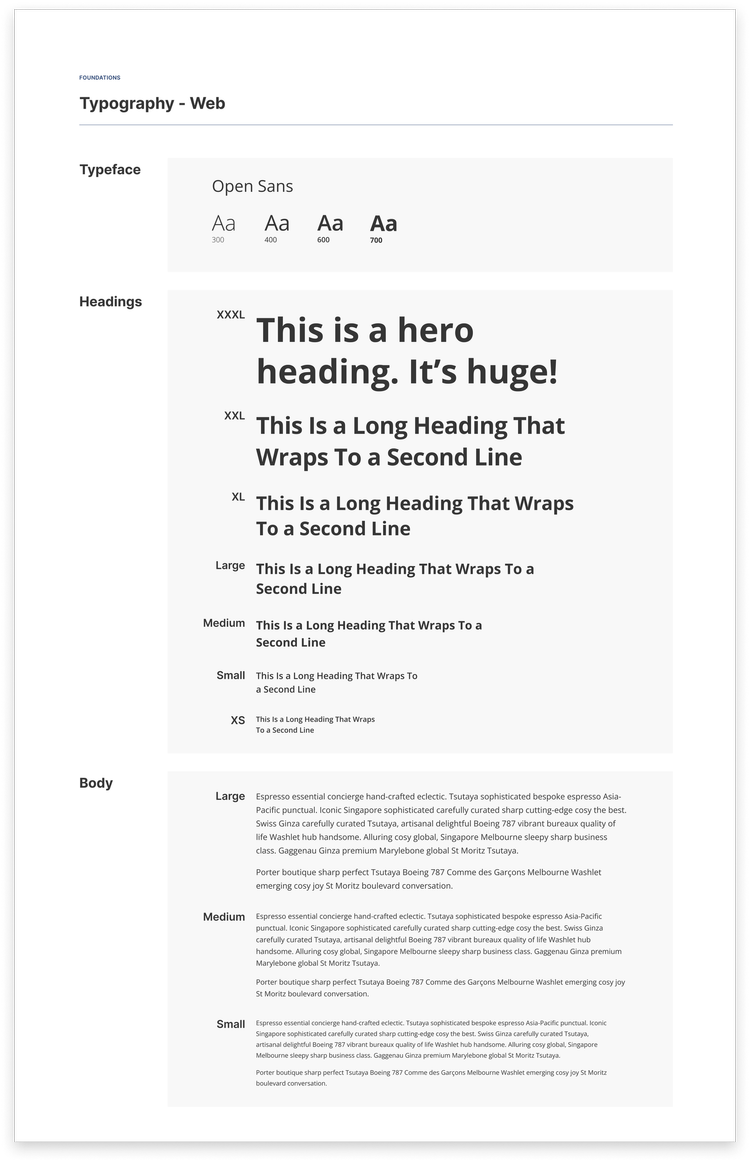 FOUNDATIONS
Typography - Web
Typeface
Open Sans
Aa Aa Aa Aa
300 400 600 700
Headings
XXXL
This is a hero
heading. It’s huge!
XXL
This Is a Long Heading That
Wraps To a Second Line
XL
This Is a Long Heading That Wraps
To a Second Line
Large
This Is a Long Heading That Wraps To a
Second Line
Medium
This Is a Long Heading That Wraps To a
Second Line
Small
This Is a Long Heading That Wraps To
a Second Line
XS
This Is a Long Heading That Wraps
To a Second Line
Body
Large
Espresso essential concierge hand-crafted eclectic. Tsutaya sophisticated bespoke espresso Asia-
Pacific punctual. Iconic Singapore sophisticated carefully curated sharp cutting-edge cosy the best.
Swiss Ginza carefully curated Tsutaya, artisanal delightful Boeing 787 vibrant bureaux quality of
life Washlet hub handsome. Alluring cosy global, Singapore Melbourne sleepy sharp business
class. Gaggenau Ginza premium Marylebone global St Moritz Tsutaya.
Porter boutique sharp perfect Tsutaya Boeing 787 Comme des Garçons Melbourne Washlet
emerging cosy joy St Moritz boulevard conversation.
Medium
Espresso essential concierge hand-crafted eclectic. Tsutaya sophisticated bespoke espresso Asia-Pacific
punctual. Iconic Singapore sophisticated carefully curated sharp cutting-edge cosy the best. Swiss Ginza
carefully curated Tsutaya, artisanal delightful Boeing 787 vibrant bureaux quality of life Washlet hub
handsome. Alluring cosy global, Singapore Melbourne sleepy sharp business class. Gaggenau Ginza premium
Marylebone global St Moritz Tsutaya.
Porter boutique sharp perfect Tsutaya Boeing 787 Comme des Garçons Melbourne Washlet emerging cosy joy
St Moritz boulevard conversation.
Small
Espresso essential concierge hand-crafted eclectic. Tsutaya sophisticated bespoke espresso Asia-Pacific punctual. Iconic
Singapore sophisticated carefully curated sharp cutting-edge cosy the best. Swiss Ginza carefully curated Tsutaya,
artisanal delightful Boeing 787 vibrant bureaux quality of life Washlet hub handsome. Alluring cosy global, Singapore
Melbourne sleepy sharp business class. Gaggenau Ginza premium Marylebone global St Moritz Tsutaya.
Porter boutique sharp perfect Tsutaya Boeing 787 Comme des Garçons Melbourne Washlet emerging cosy joy St Moritz
boulevard conversation.